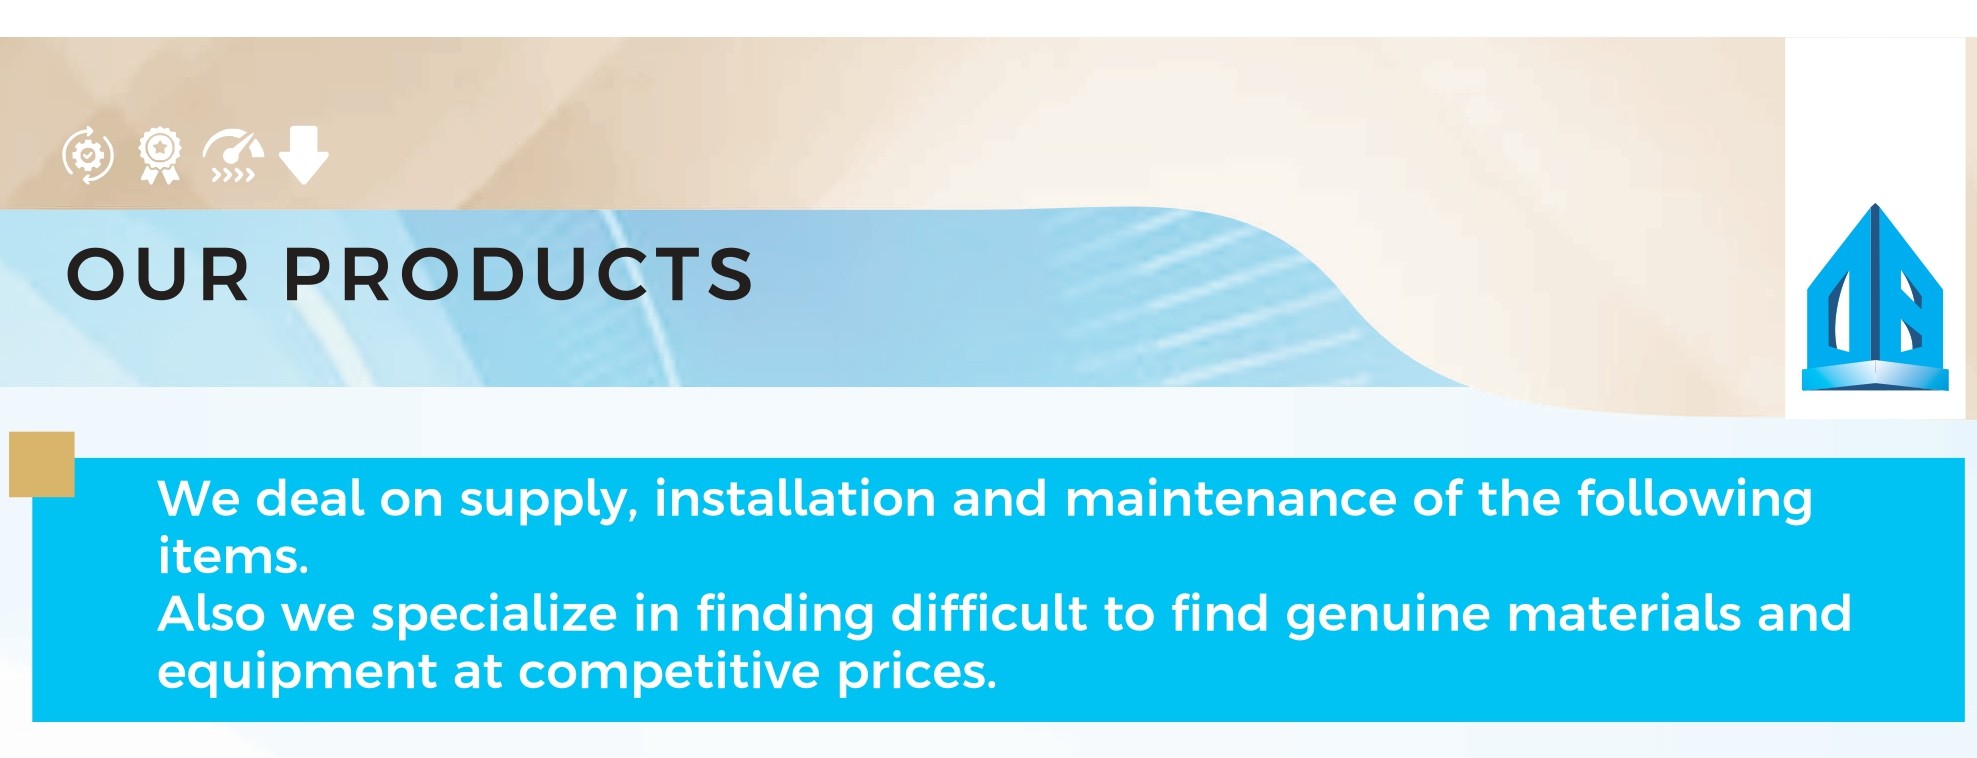 OUR PRODUCTS
We deal on supply, installation and maintenance of the following
items.
Also we specialize in finding difficult to find genuine materials and
equipment at competitive prices.